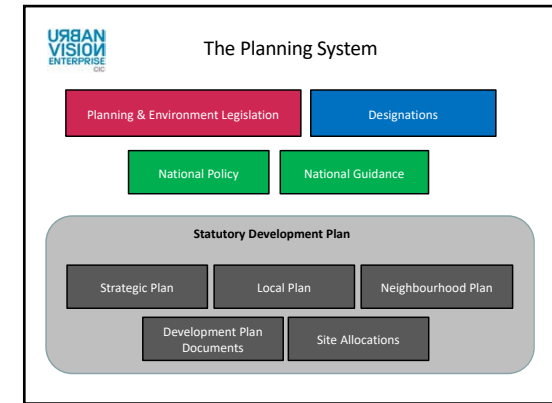 URBAN
VISION
ENTERPRISE
CIC
The Planning System
Planning & Environment Legislation
Designations
National Policy
National Guidance
Statutory Development Plan
Strategic Plan
Local Plan
Neighbourhood Plan
Development Plan
Documents
Site Allocations